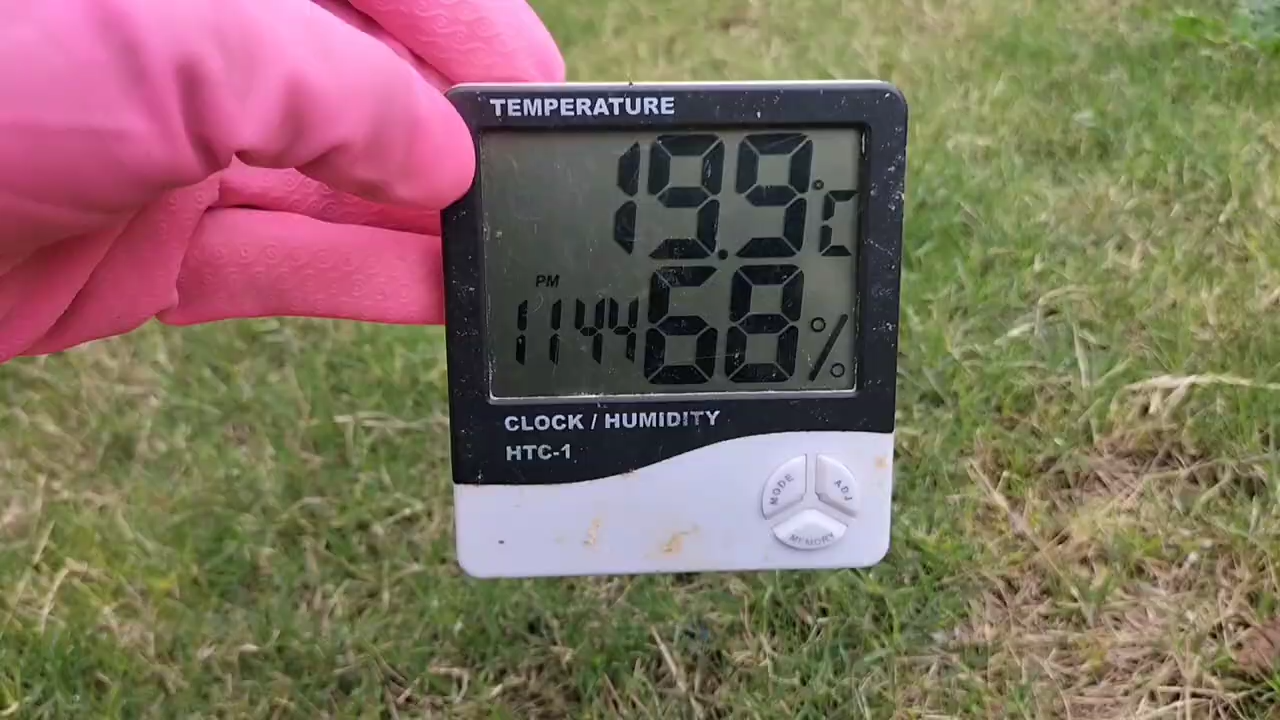 TEMPERATURE
19.9°C
PM
11 44 68%
CLOCK / HUMIDITY
HTC-1
MODE
ADJ
MEMORY